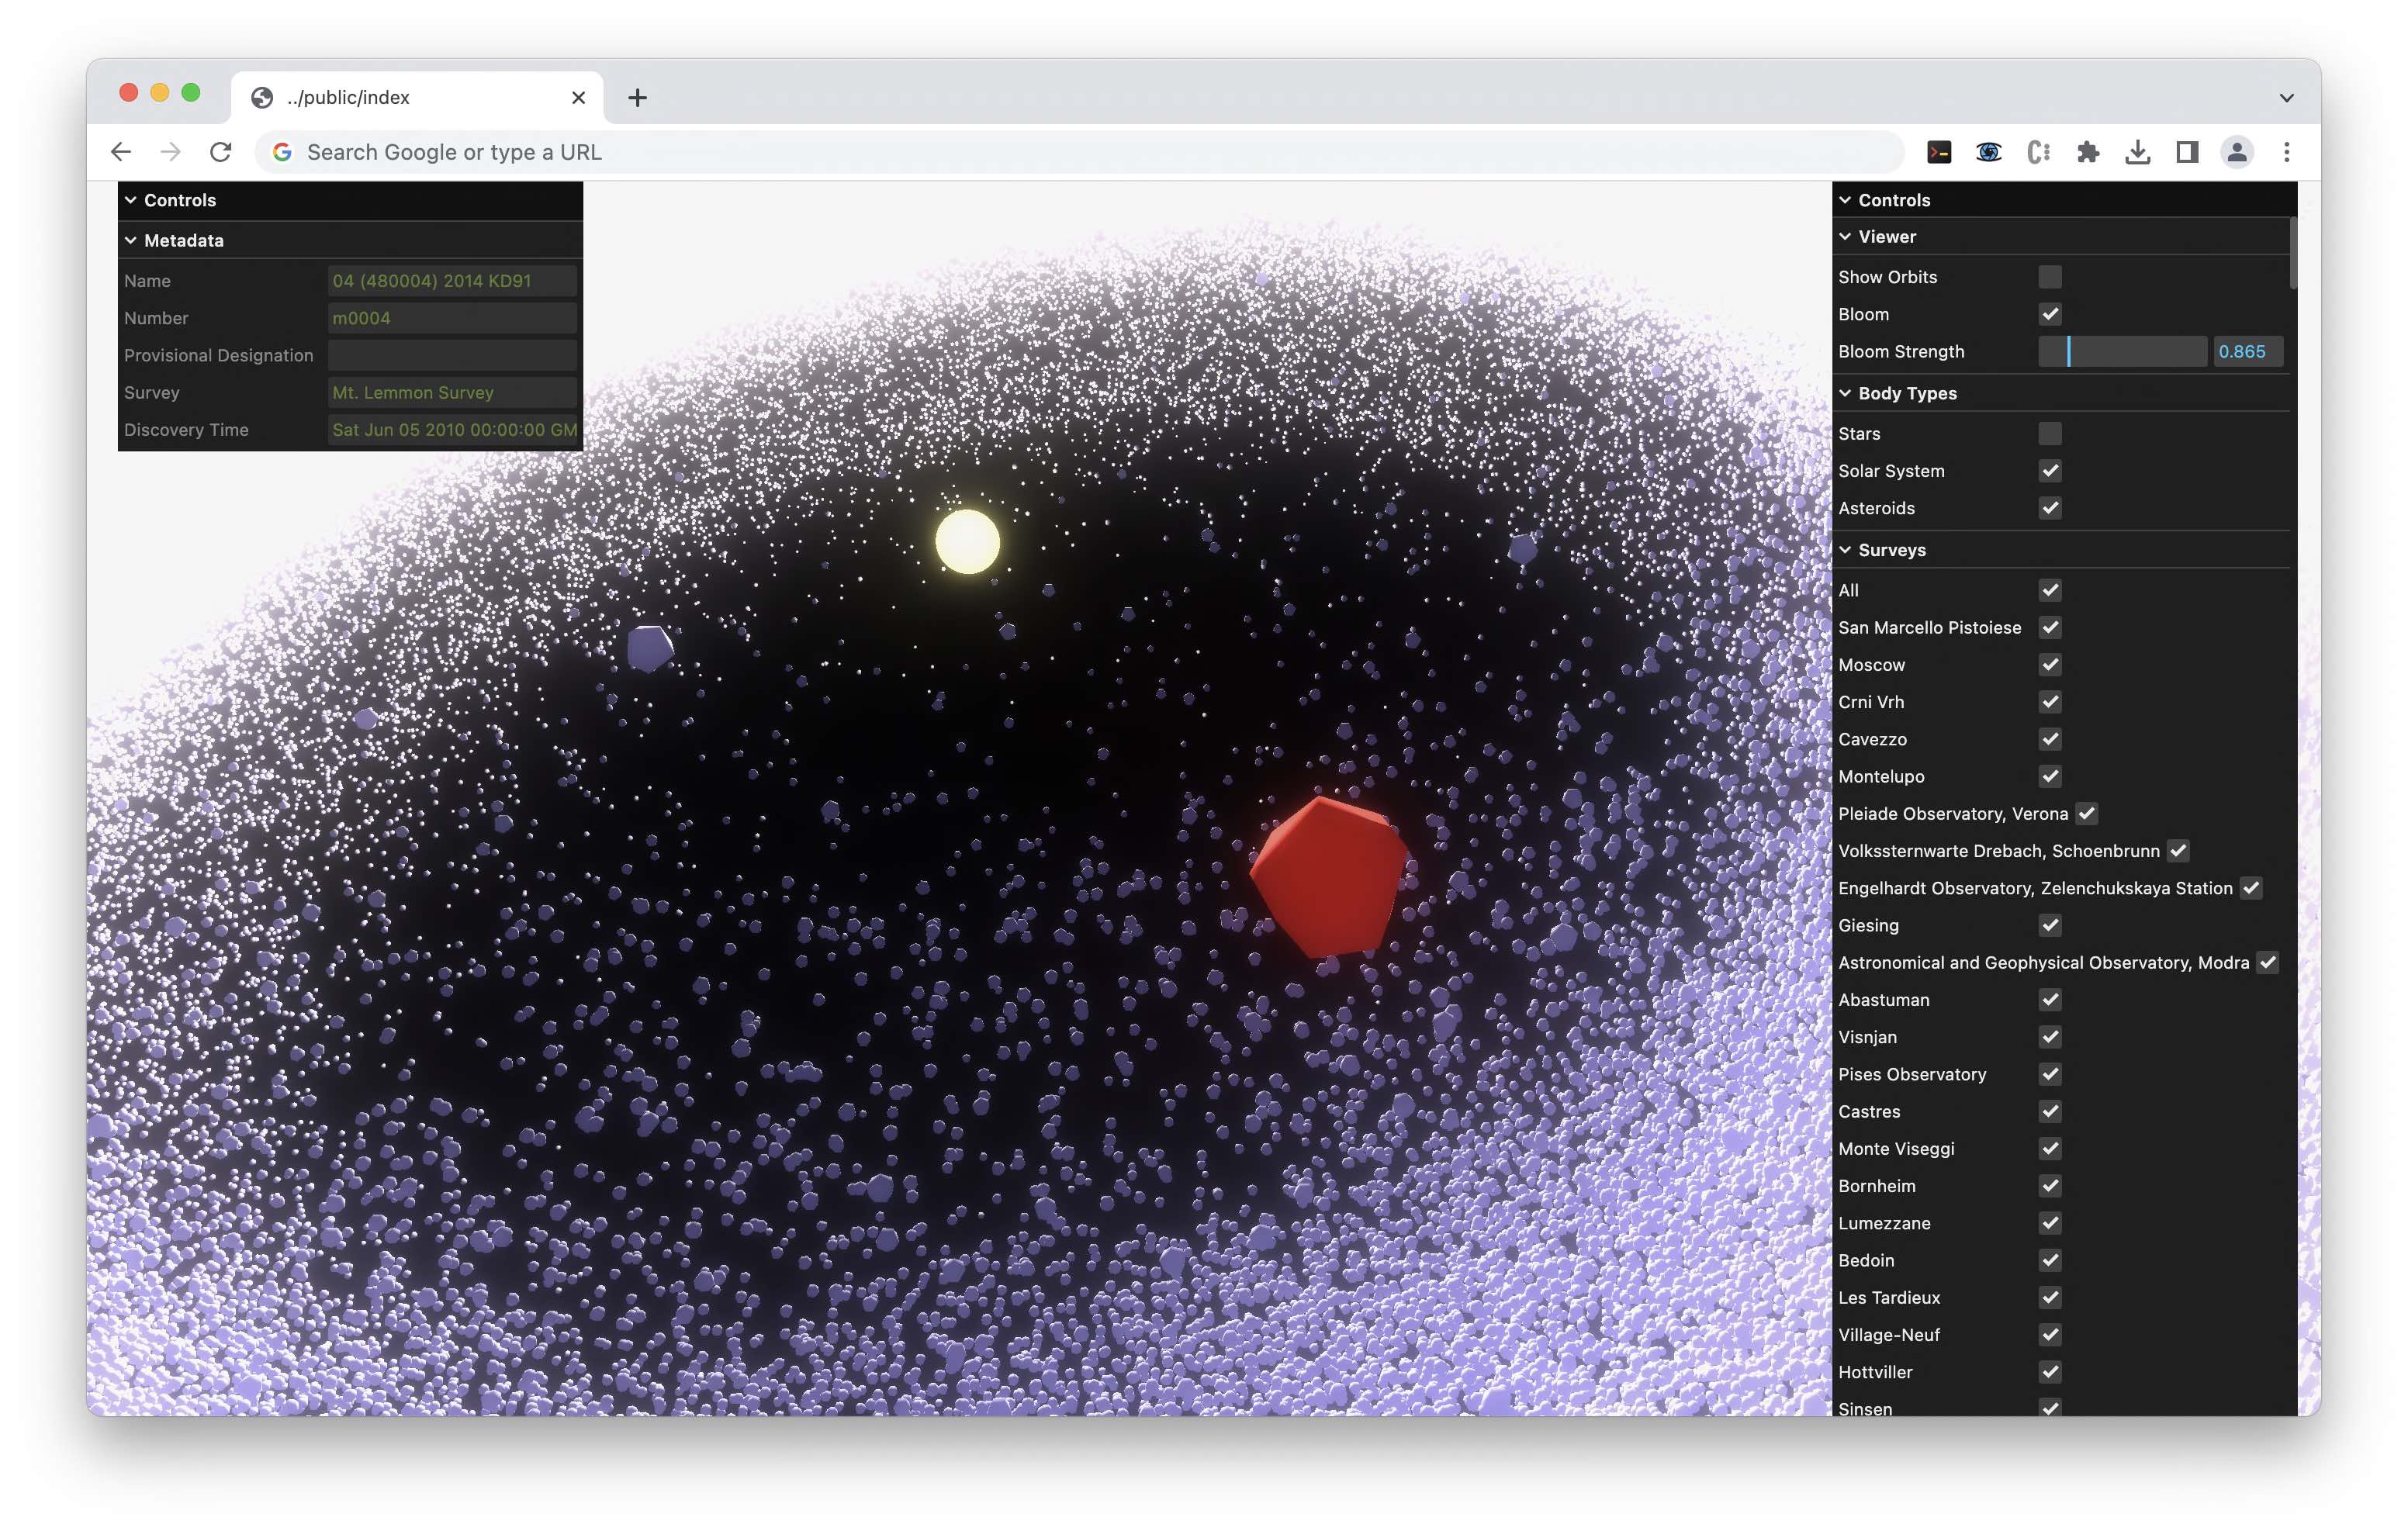 ../public/index
Search Google or type a URL
Controls
Metadata
Name 04 (480004) 2014 KD91
Number m0004
Provisional Designation
Survey Mt. Lemmon Survey
Discovery Time Sat Jun 05 2010 00:00:00 GM
Controls
Viewer
Show Orbits
Bloom
Bloom Strength 0.865
Body Types
Stars
Solar System
Asteroids
Surveys
All
San Marcello Pistoiese
Moscow
Crni Vrh
Cavezzo
Montelupo
Pleiade Observatory, Verona
Volkssternwarte Drebach, Schoenbrunn
Engelhardt Observatory, Zelenchukskaya Station
Giesing
Astronomical and Geophysical Observatory, Modra
Abastuman
Visnjan
Pises Observatory
Castres
Monte Viseggi
Bornheim
Lumezzane
Bedoin
Les Tardieux
Village-Neuf
Hottviller
Sinsen